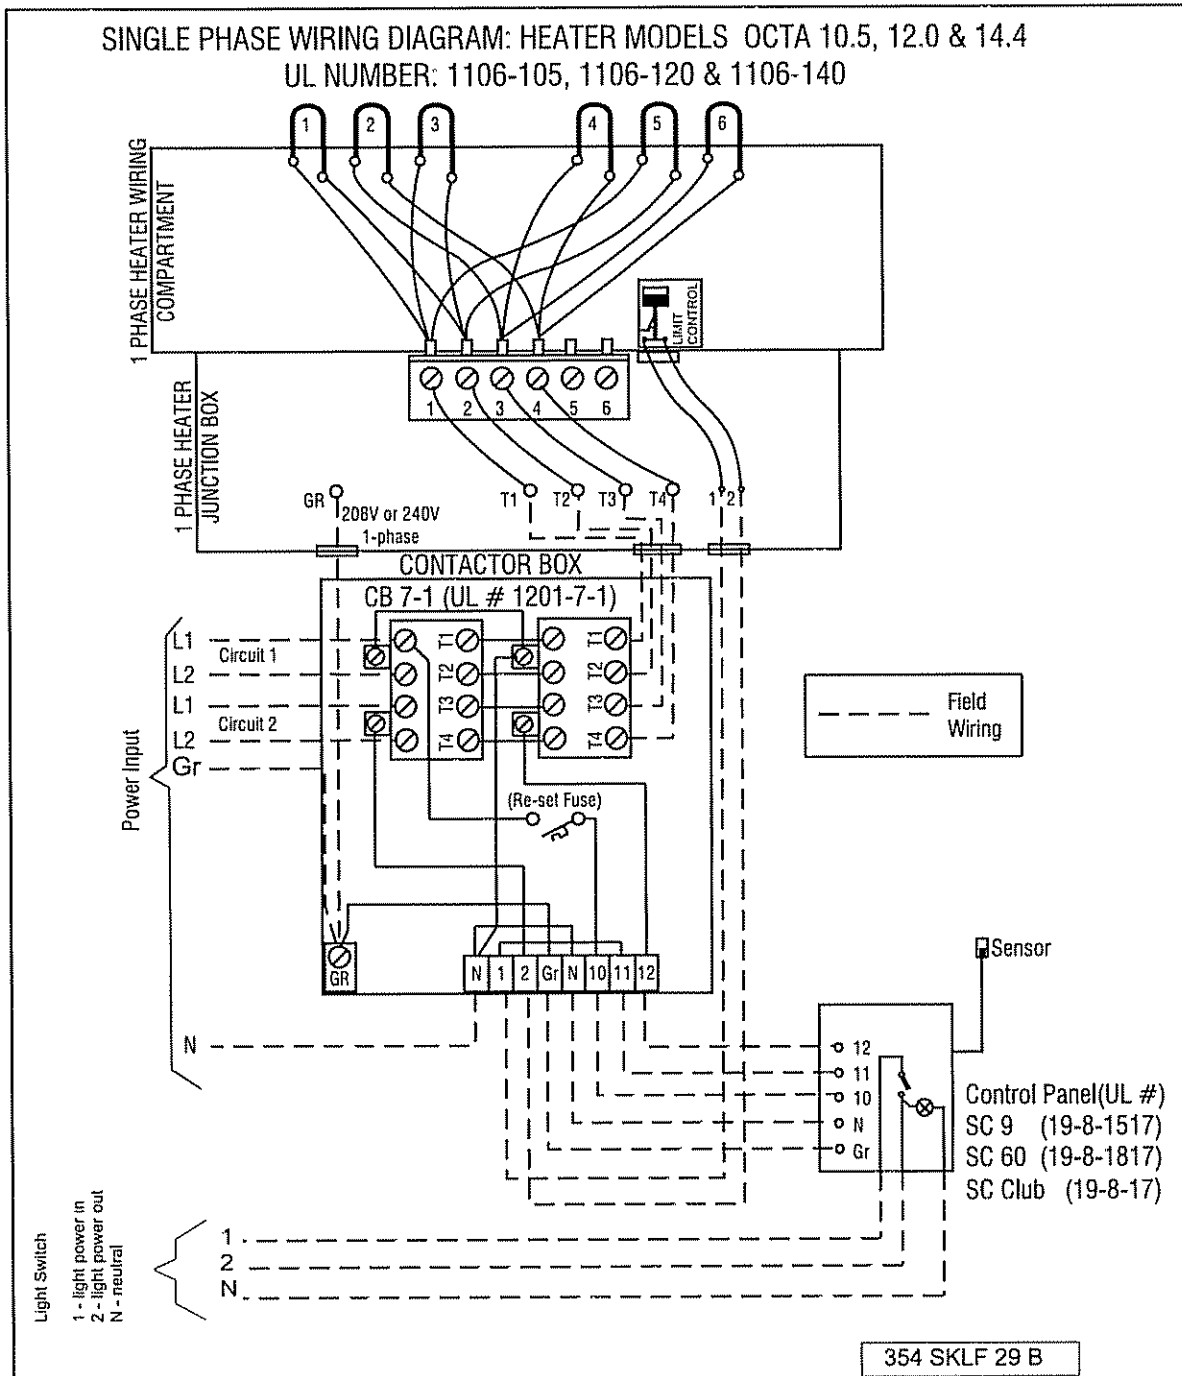 SINGLE PHASE WIRING DIAGRAM: HEATER MODELS OCTA 10.5, 12.0 & 14.4
UL NUMBER: 1106-105, 1106-120 & 1106-140
1 2 3 4 5 6
1 PHASE HEATER WIRING
COMPARTMENT
LIMIT
CONTROL
1 PHASE HEATER
JUNCTION BOX
1 2 3 4 5 6
GR T1 T2 T3 T4 1 2
208V or 240V
1-phase
CONTACTOR BOX
CB 7-1 (UL # 1201-7-1)
L1 T1 T1
Circuit 1
L2 T2 T2
L1 T3 T3
Circuit 2
L2 T4 T4
Gr
Power Input
Field
Wiring
(Re-set Fuse)
GR
N 1 2 Gr N 10 11 12
Sensor
N
12
11
10
N
Gr
Control Panel(UL #)
SC 9 (19-8-1517)
SC 60 (19-8-1817)
SC Club (19-8-17)
Light Switch
1 - light power in
2 - light power out
N - neutral
1
2
N
354 SKLF 29 B